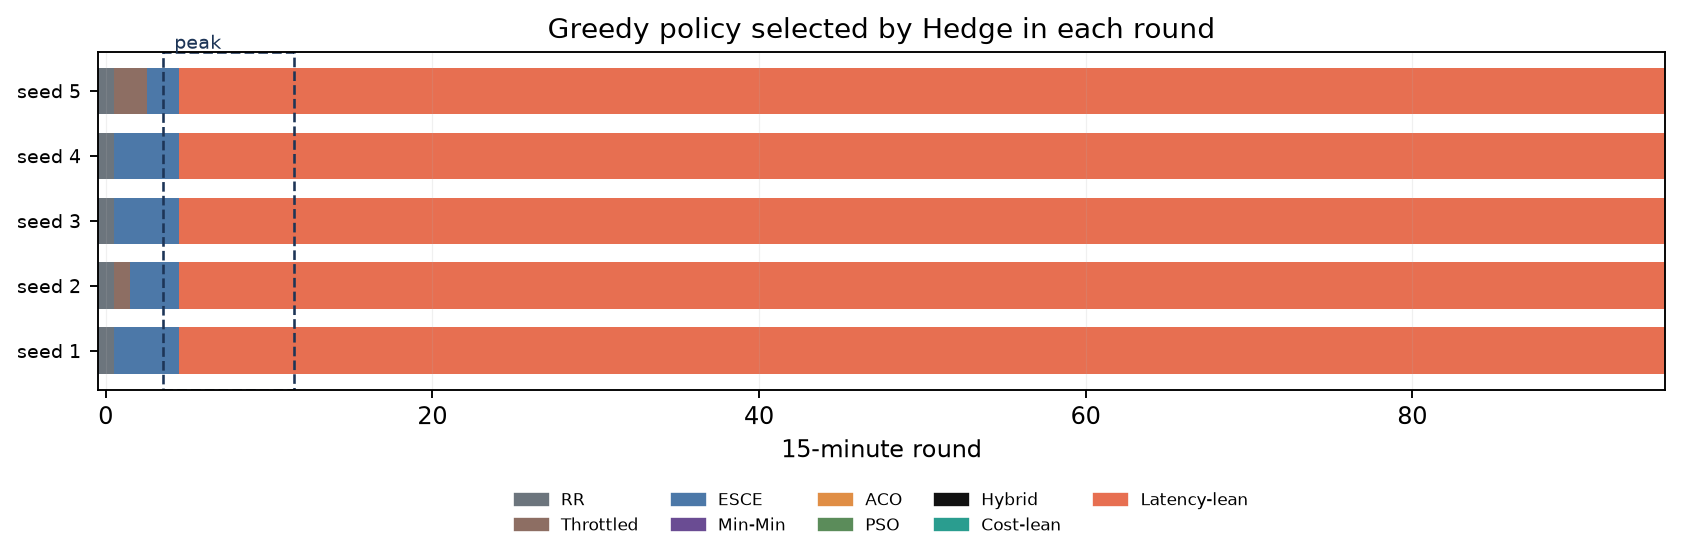 Greedy policy selected by Hedge in each round
peak
seed 5
seed 4
seed 3
seed 2
seed 1
0 20 40 60 80
15-minute round
RR ESCE ACO Hybrid Latency-lean
Throttled Min-Min PSO Cost-lean